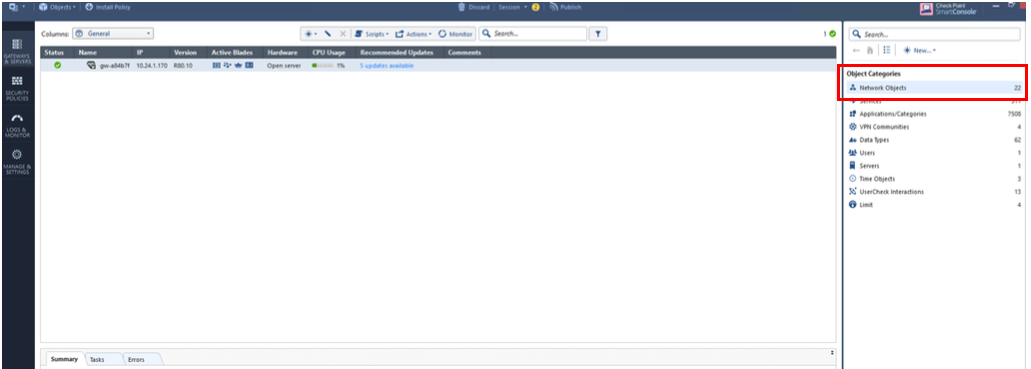 Objects
Install Policy
Discard
Session
2
Publish
Check Point
SmartConsole
GATEWAYS & SERVERS
SECURITY POLICIES
LOGS & MONITOR
MANAGE & SETTINGS
Columns:
General
Scripts
Actions
Monitor
Search...
1
Status Name IP Version Active Blades Hardware CPU Usage Recommended Updates Comments
gw-a84b7f 10.24.1.170 R80.10 Open server 1% 5 updates available
Summary
Tasks
Errors
Search...
New...
Object Categories
Network Objects 22
Services
Applications/Categories 7508
VPN Communities 4
Data Types 62
Users 1
Servers 1
Time Objects 3
UserCheck Interactions 13
Limit 4